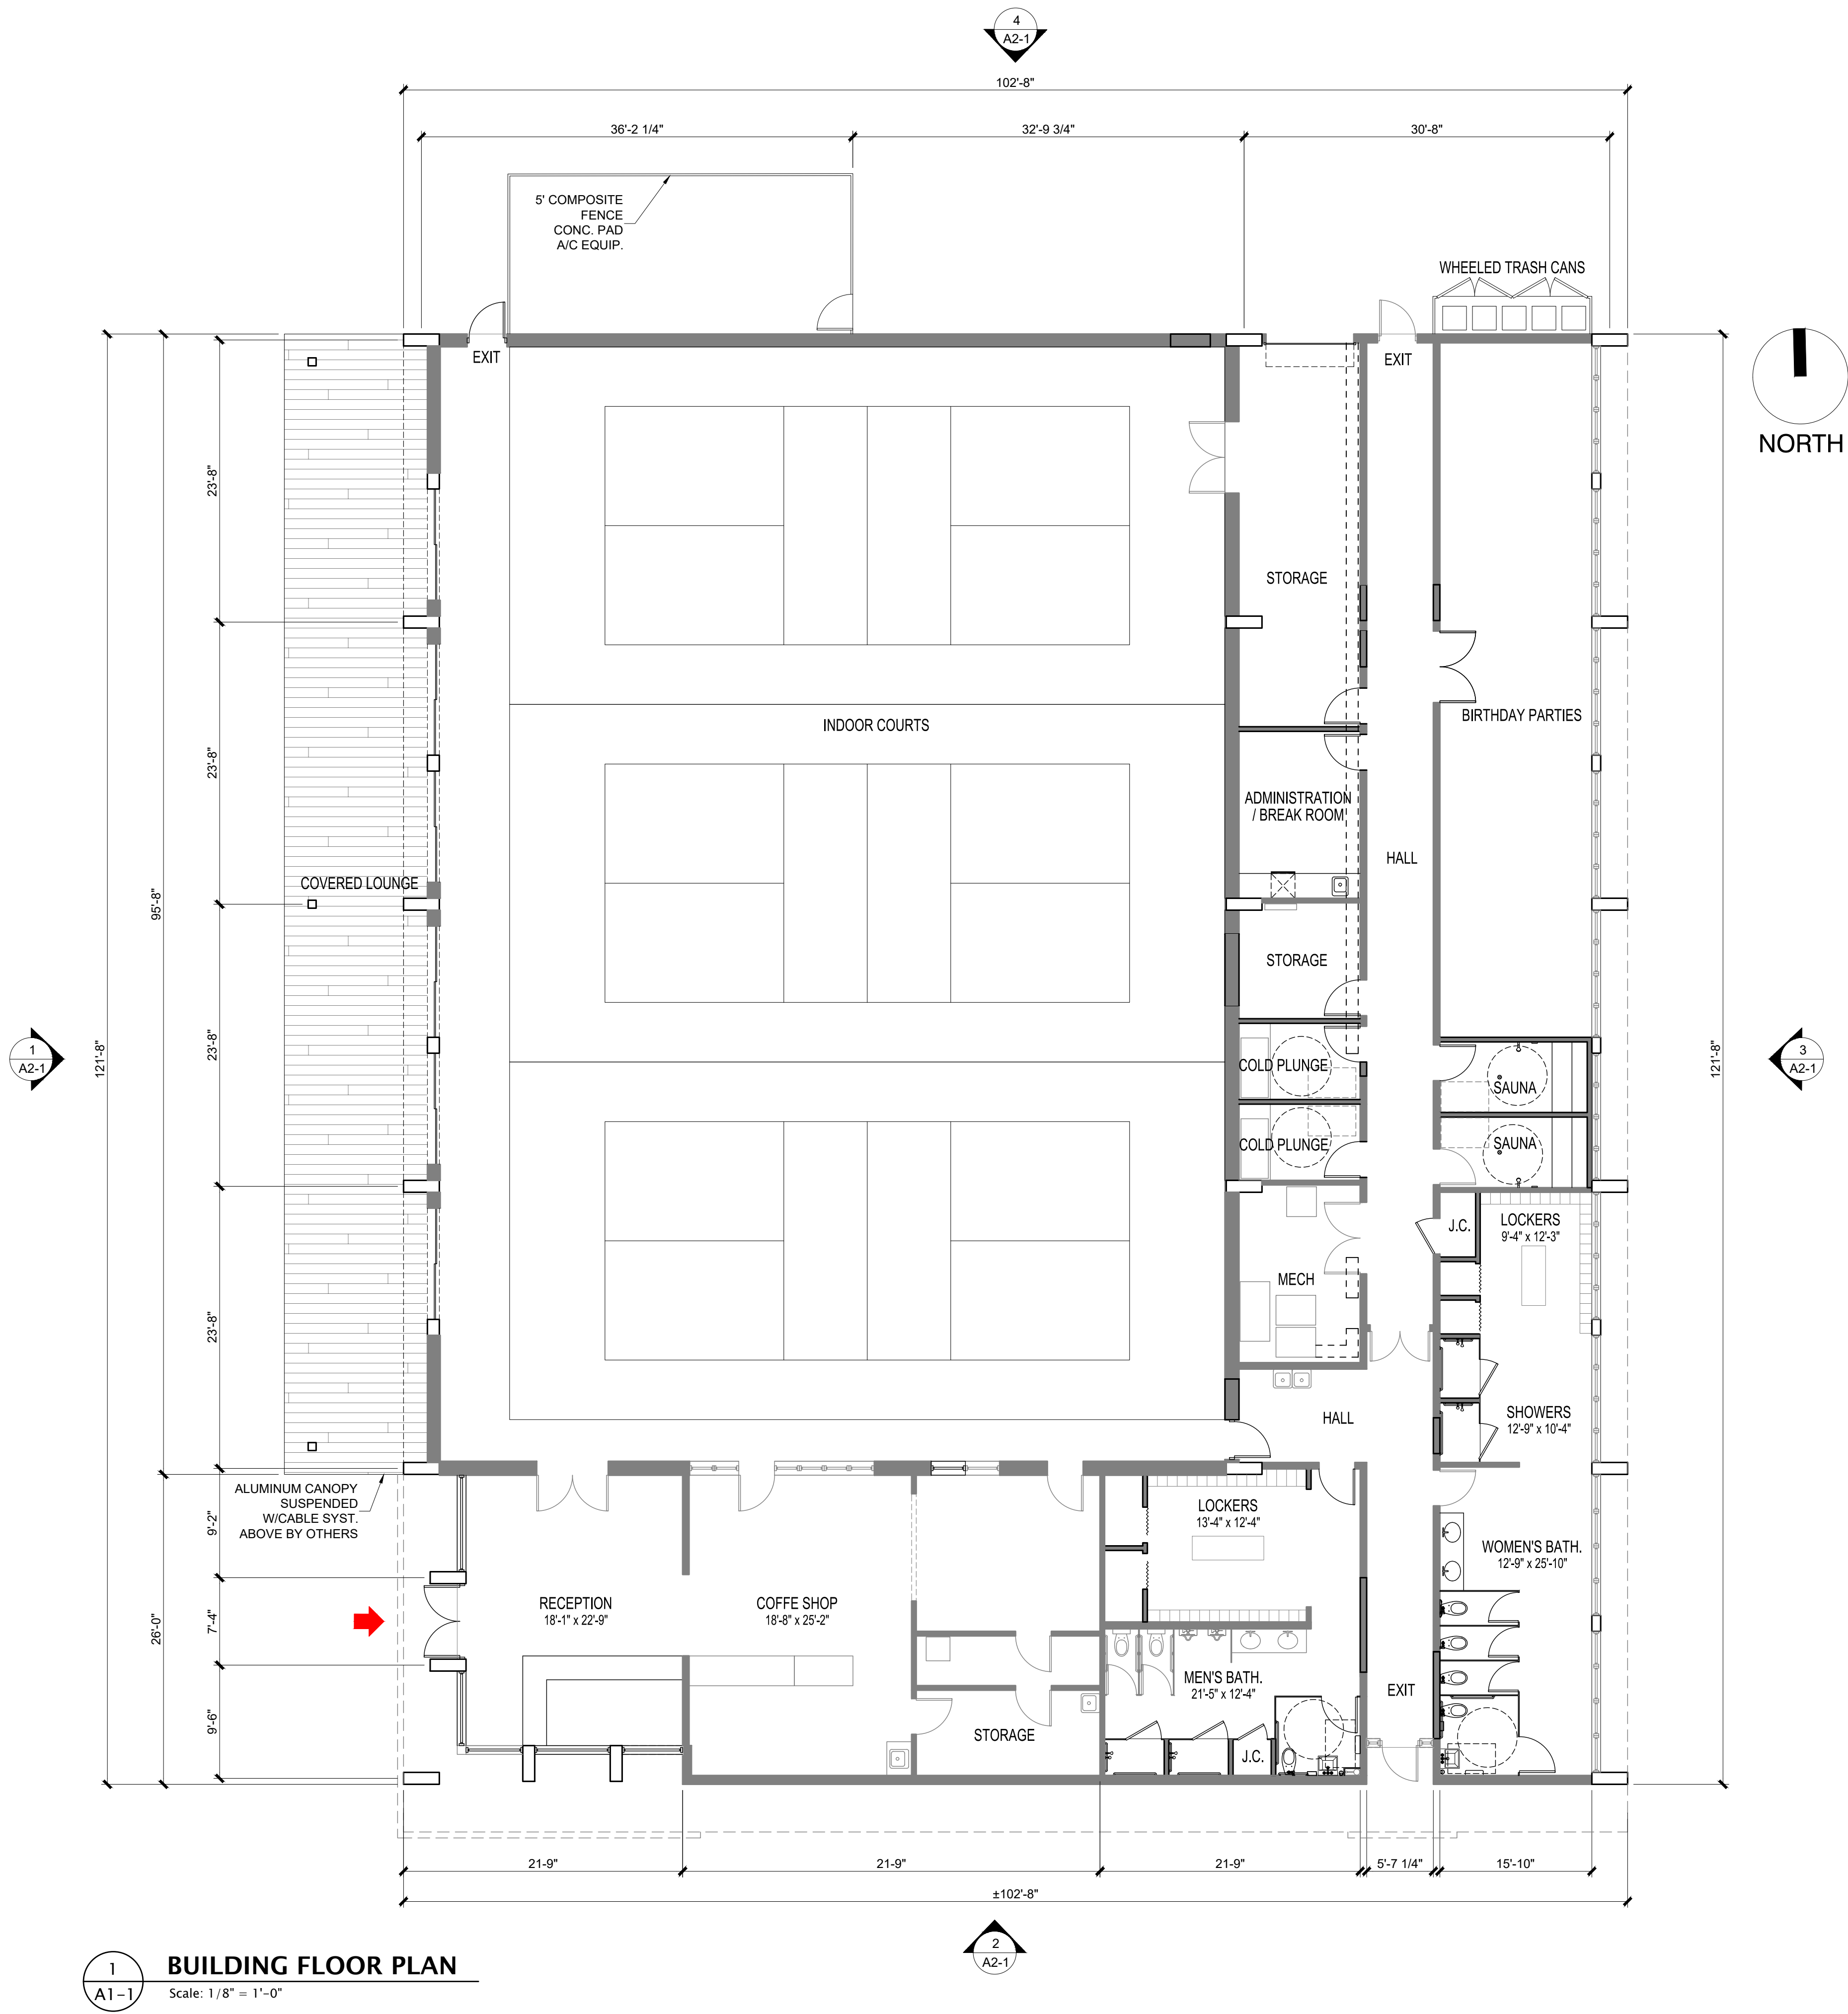 4
A2-1
102'-8"
36'-2 1/4"
32'-9 3/4"
30'-8"
5' COMPOSITE
FENCE
CONC. PAD
A/C EQUIP.
WHEELED TRASH CANS
EXIT
EXIT
NORTH
23'-8"
STORAGE
INDOOR COURTS
BIRTHDAY PARTIES
23'-8"
ADMINISTRATION
/ BREAK ROOM
HALL
COVERED LOUNGE
95'-8"
STORAGE
1
A2-1
121'-8"
23'-8"
COLD PLUNGE
SAUNA
121'-8"
3
A2-1
COLD PLUNGE
SAUNA
J.C.
LOCKERS
9'-4" x 12'-3"
MECH
23'-8"
HALL
SHOWERS
12'-9" x 10'-4"
ALUMINUM CANOPY
SUSPENDED
W/CABLE SYST.
ABOVE BY OTHERS
9'-2"
LOCKERS
13'-4" x 12'-4"
WOMEN'S BATH.
12'-9" x 25'-10"
RECEPTION
18'-1" x 22'-9"
COFFE SHOP
18'-8" x 25'-2"
26'-0"
7'-4"
MEN'S BATH.
21'-5" x 12'-4"
EXIT
9'-6"
STORAGE
J.C.
21-9"
21-9"
21-9"
5'-7 1/4"
15'-10"
±102'-8"
2
A2-1
1
A1-1
BUILDING FLOOR PLAN
Scale: 1/8" = 1'-0"